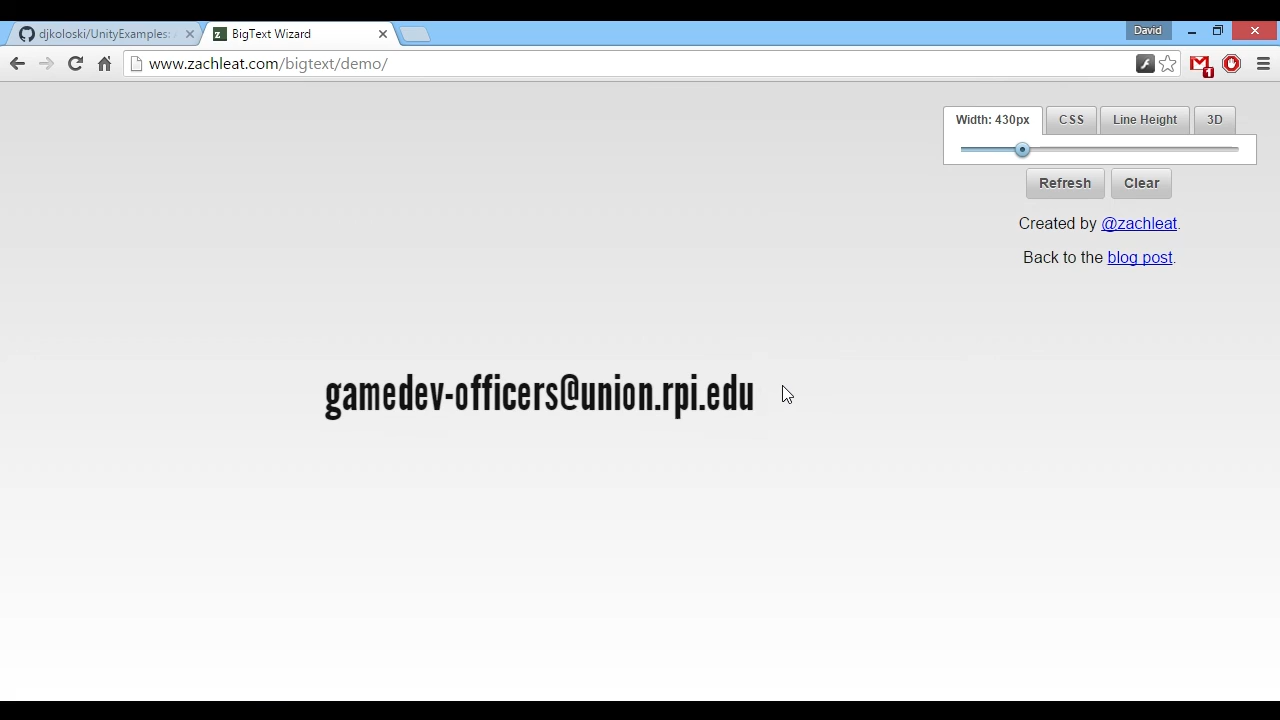 djkoloski/UnityExamples:
BigText Wizard
David
www.zachleat.com/bigtext/demo/
1
Width: 430px
CSS
Line Height
3D
Refresh
Clear
Created by @zachleat.
Back to the blog post.
gamedev-officers@union.rpi.edu